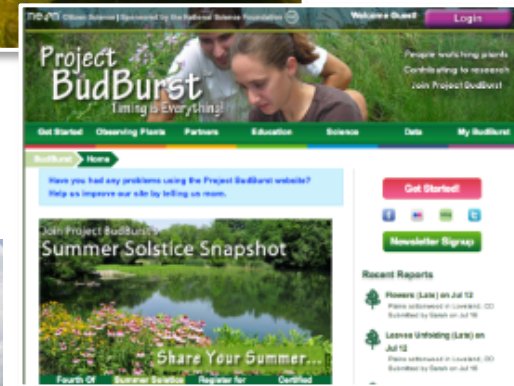 neon Citizen Science | Sponsored by the National Science Foundation
Welcome Guest!
Login
Project
BudBurst
Timing is Everything!
People watching plants
Contributing to research
Join Project BudBurst
Get Started Observing Plants Partners Education Science Data My BudBurst
BudBurst Home
Have you had any problems using the Project BudBurst website?
Help us improve our site by telling us more.
Join Project BudBurst's
Summer Solstice Snapshot
Share Your Summer...
Fourth Of Summer Solstice Register for Certified
Get Started!
Newsletter Signup
Recent Reports
Flowers (Late) on Jul 12
Plains cottonwood in Loveland, CO
Submitted by Sarah on Jul 16
Leaves Unfolding (Late) on
Jul 12
Plains cottonwood in Loveland, CO
Submitted by Sarah on Jul 16